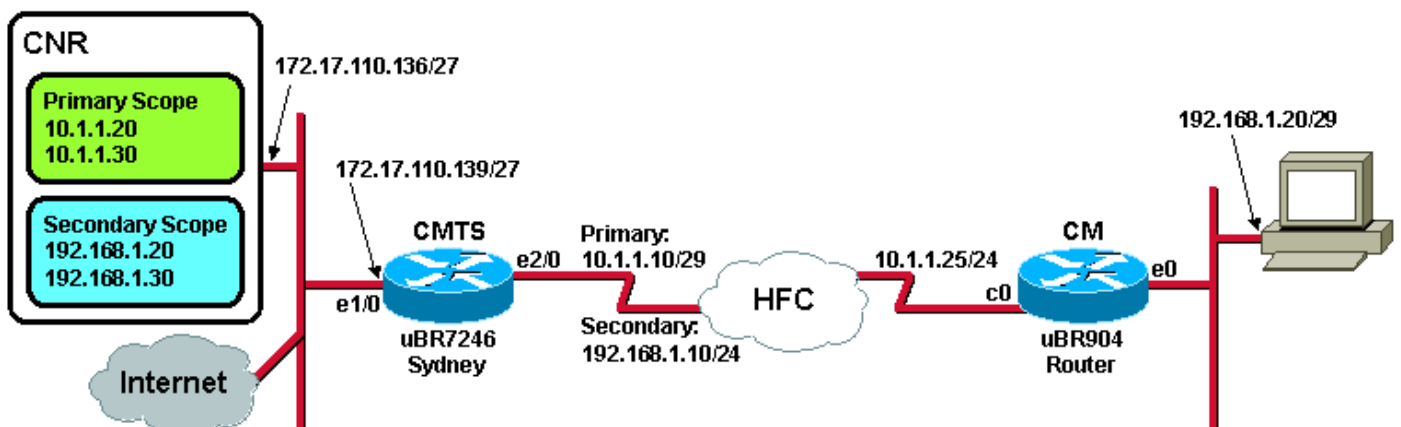 CNR
Primary Scope
10.1.1.20
10.1.1.30
Secondary Scope
192.168.1.20
192.168.1.30
172.17.110.136/27
172.17.110.139/27
Internet
CMTS
e1/0
e2/0
uBR7246
Sydney
Primary:
10.1.1.10/29
Secondary:
192.168.1.10/24
HFC
10.1.1.25/24
c0
CM
e0
uBR904
Router
192.168.1.20/29